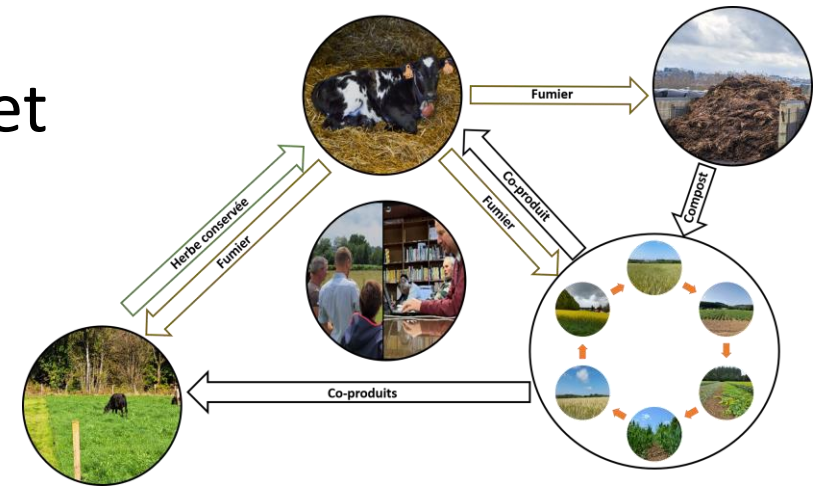 et
Fumier
Herbe conservée
Fumier
Co-produit
Fumier
Compost
Co-produits